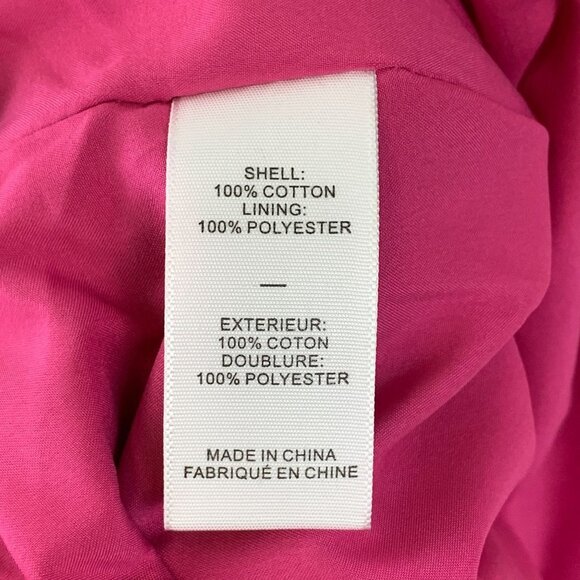 SHELL:
100% COTTON
LINING:
100% POLYESTER
—
EXTERIEUR:
100% COTON
DOUBLURE:
100% POLYESTER
MADE IN CHINA
FABRIQUÉ EN CHINE